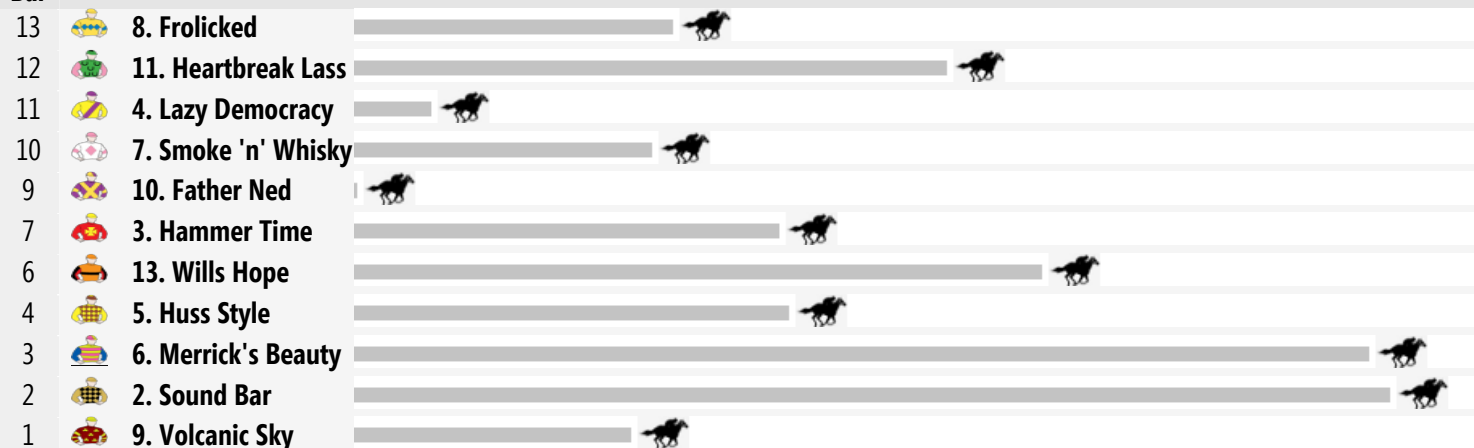 13 8. Frolicked
12 11. Heartbreak Lass
11 4. Lazy Democracy
10 7. Smoke 'n' Whisky
9 10. Father Ned
7 3. Hammer Time
6 13. Wills Hope
4 5. Huss Style
3 6. Merrick's Beauty
2 2. Sound Bar
1 9. Volcanic Sky